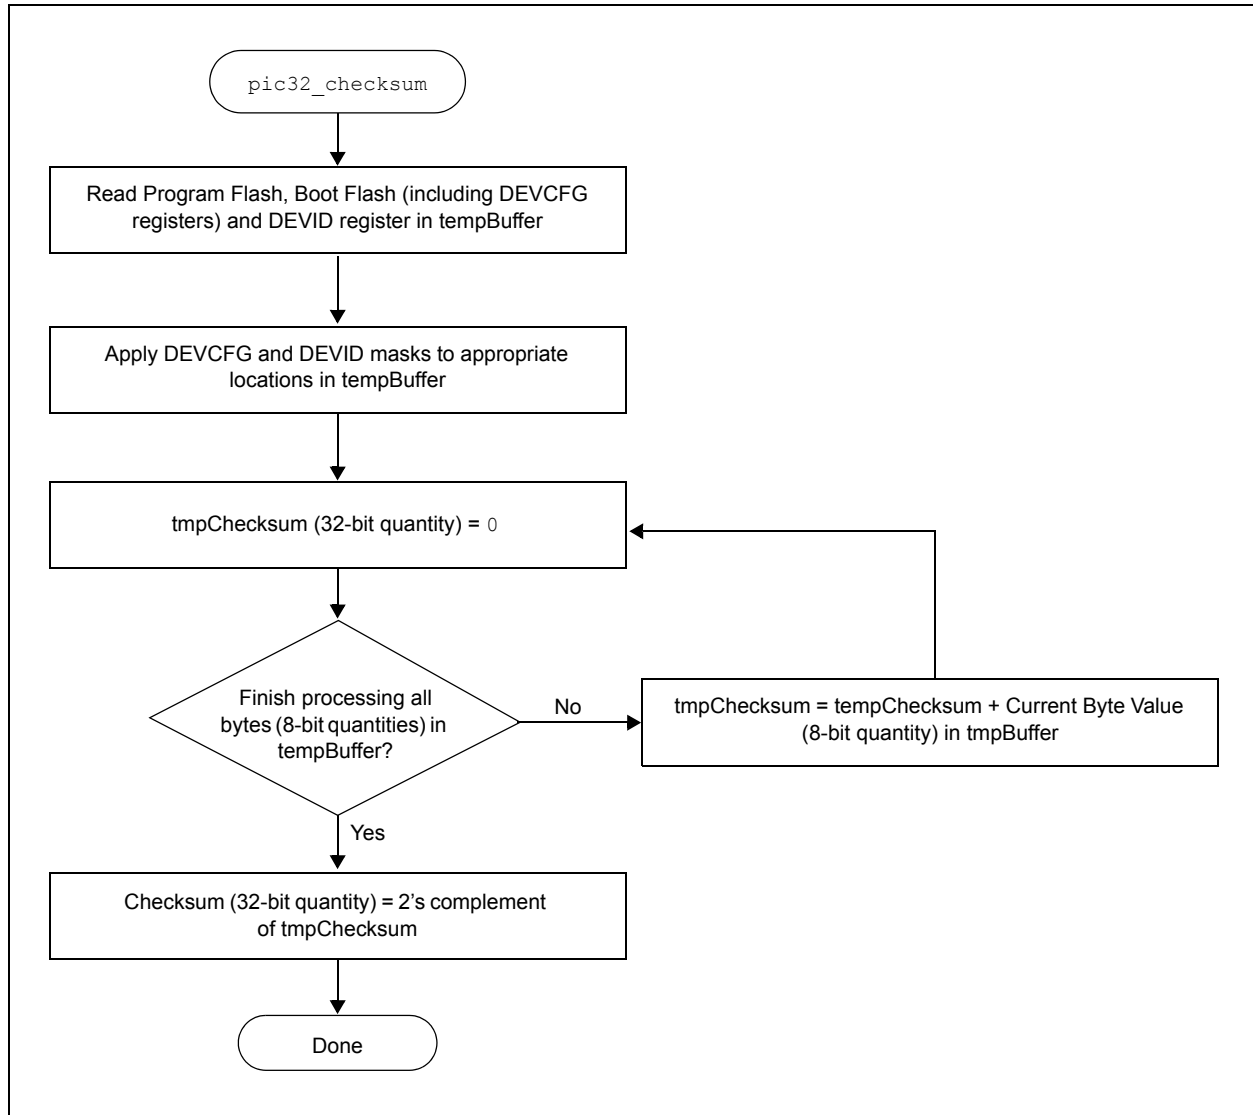 pic32_checksum
Read Program Flash, Boot Flash (including DEVCFG
registers) and DEVID register in tempBuffer
Apply DEVCFG and DEVID masks to appropriate
locations in tempBuffer
tmpChecksum (32-bit quantity) = 0
Finish processing all
bytes (8-bit quantities) in
tempBuffer?
No
tmpChecksum = tempChecksum + Current Byte Value
(8-bit quantity) in tmpBuffer
Yes
Checksum (32-bit quantity) = 2’s complement
of tmpChecksum
Done